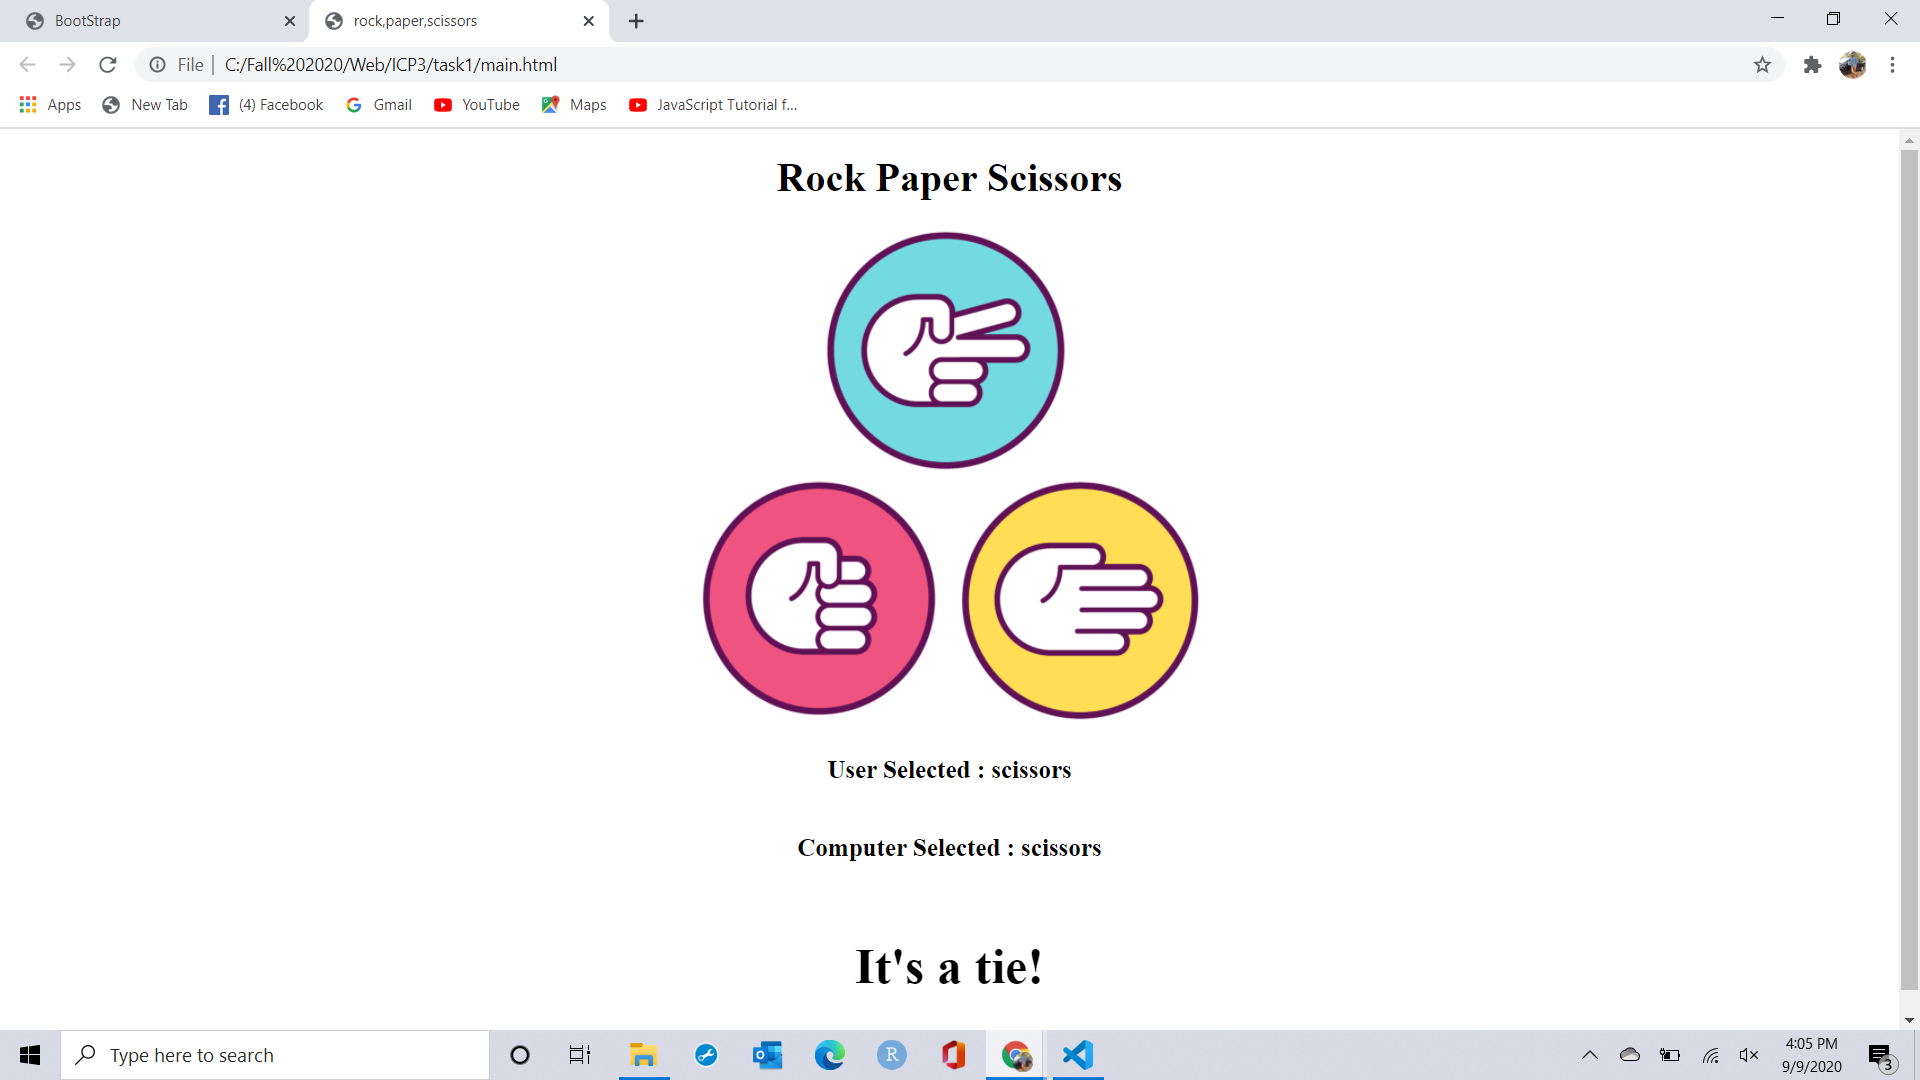 BootStrap
rock,paper,scissors
File | C:/Fall%202020/Web/ICP3/task1/main.html
Apps New Tab (4) Facebook Gmail YouTube Maps JavaScript Tutorial f...
Rock Paper Scissors
User Selected : scissors
Computer Selected : scissors
It's a tie!
Type here to search
R
4:05 PM
9/9/2020
3